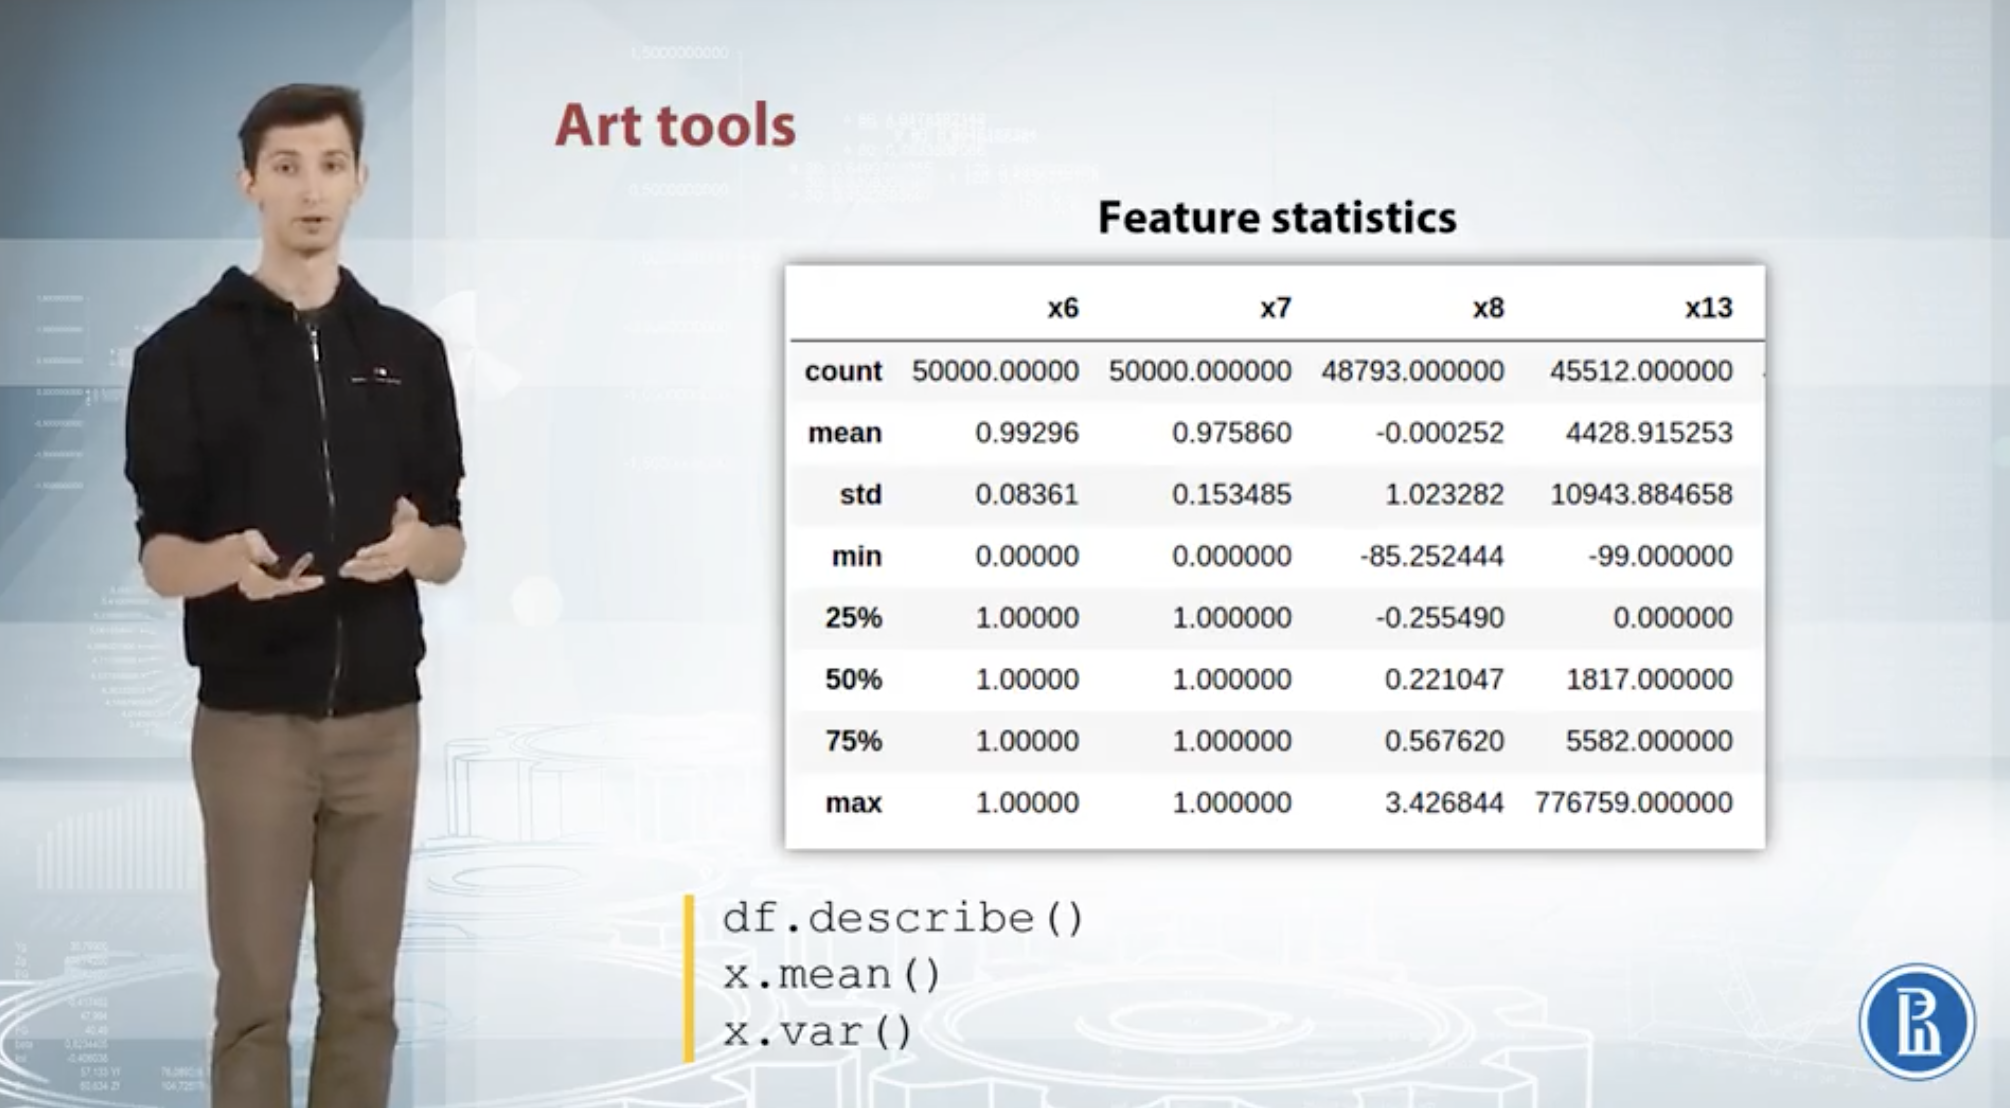 Art tools
Feature statistics
x6 x7 x8 x13
count 50000.00000 50000.000000 48793.000000 45512.000000
mean 0.99296 0.975860 -0.000252 4428.915253
std 0.08361 0.153485 1.023282 10943.884658
min 0.00000 0.000000 -85.252444 -99.000000
25% 1.00000 1.000000 -0.255490 0.000000
50% 1.00000 1.000000 0.221047 1817.000000
75% 1.00000 1.000000 0.567620 5582.000000
max 1.00000 1.000000 3.426844 776759.000000
df.describe()
x.mean()
x.var()